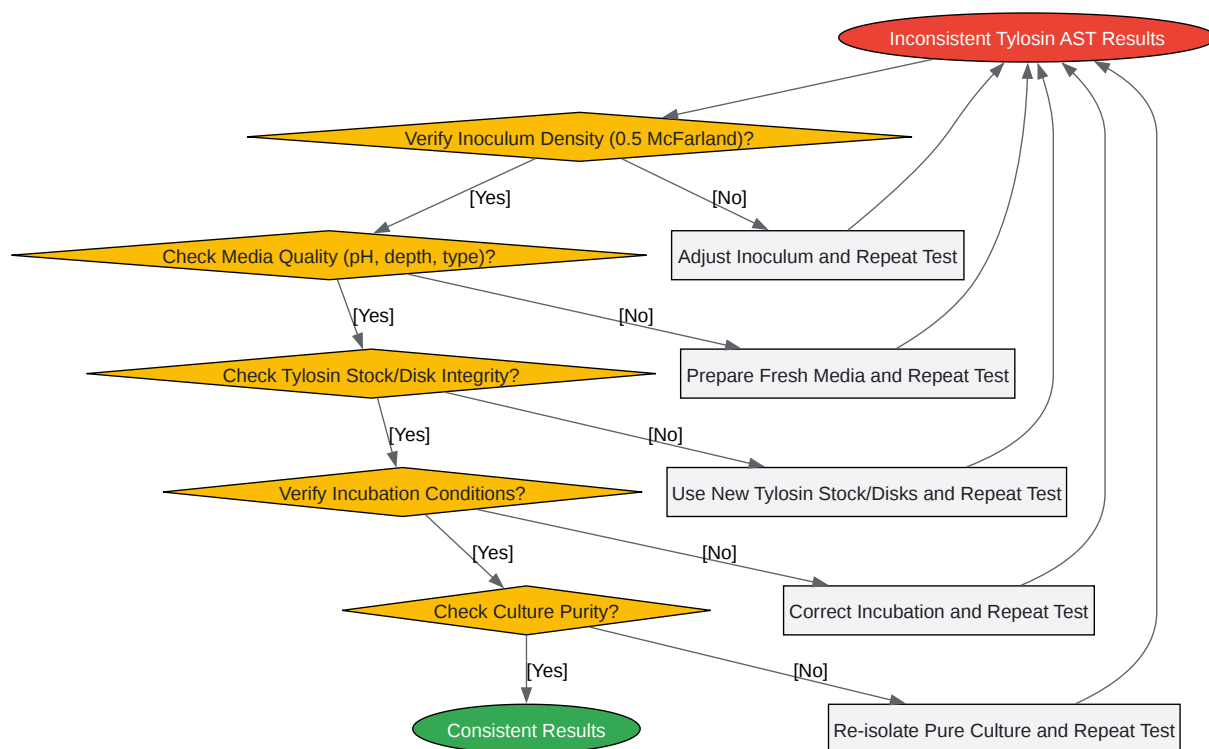 Inconsistent Tylosin AST Results
Verify Inoculum Density (0.5 McFarland)?
[Yes]
[No]
Check Media Quality (pH, depth, type)?
Adjust Inoculum and Repeat Test
[Yes]
[No]
Check Tylosin Stock/Disk Integrity?
Prepare Fresh Media and Repeat Test
[Yes]
[No]
Verify Incubation Conditions?
Use New Tylosin Stock/Disks and Repeat Test
[Yes]
[No]
Check Culture Purity?
Correct Incubation and Repeat Test
[Yes]
[No]
Consistent Results
Re-isolate Pure Culture and Repeat Test